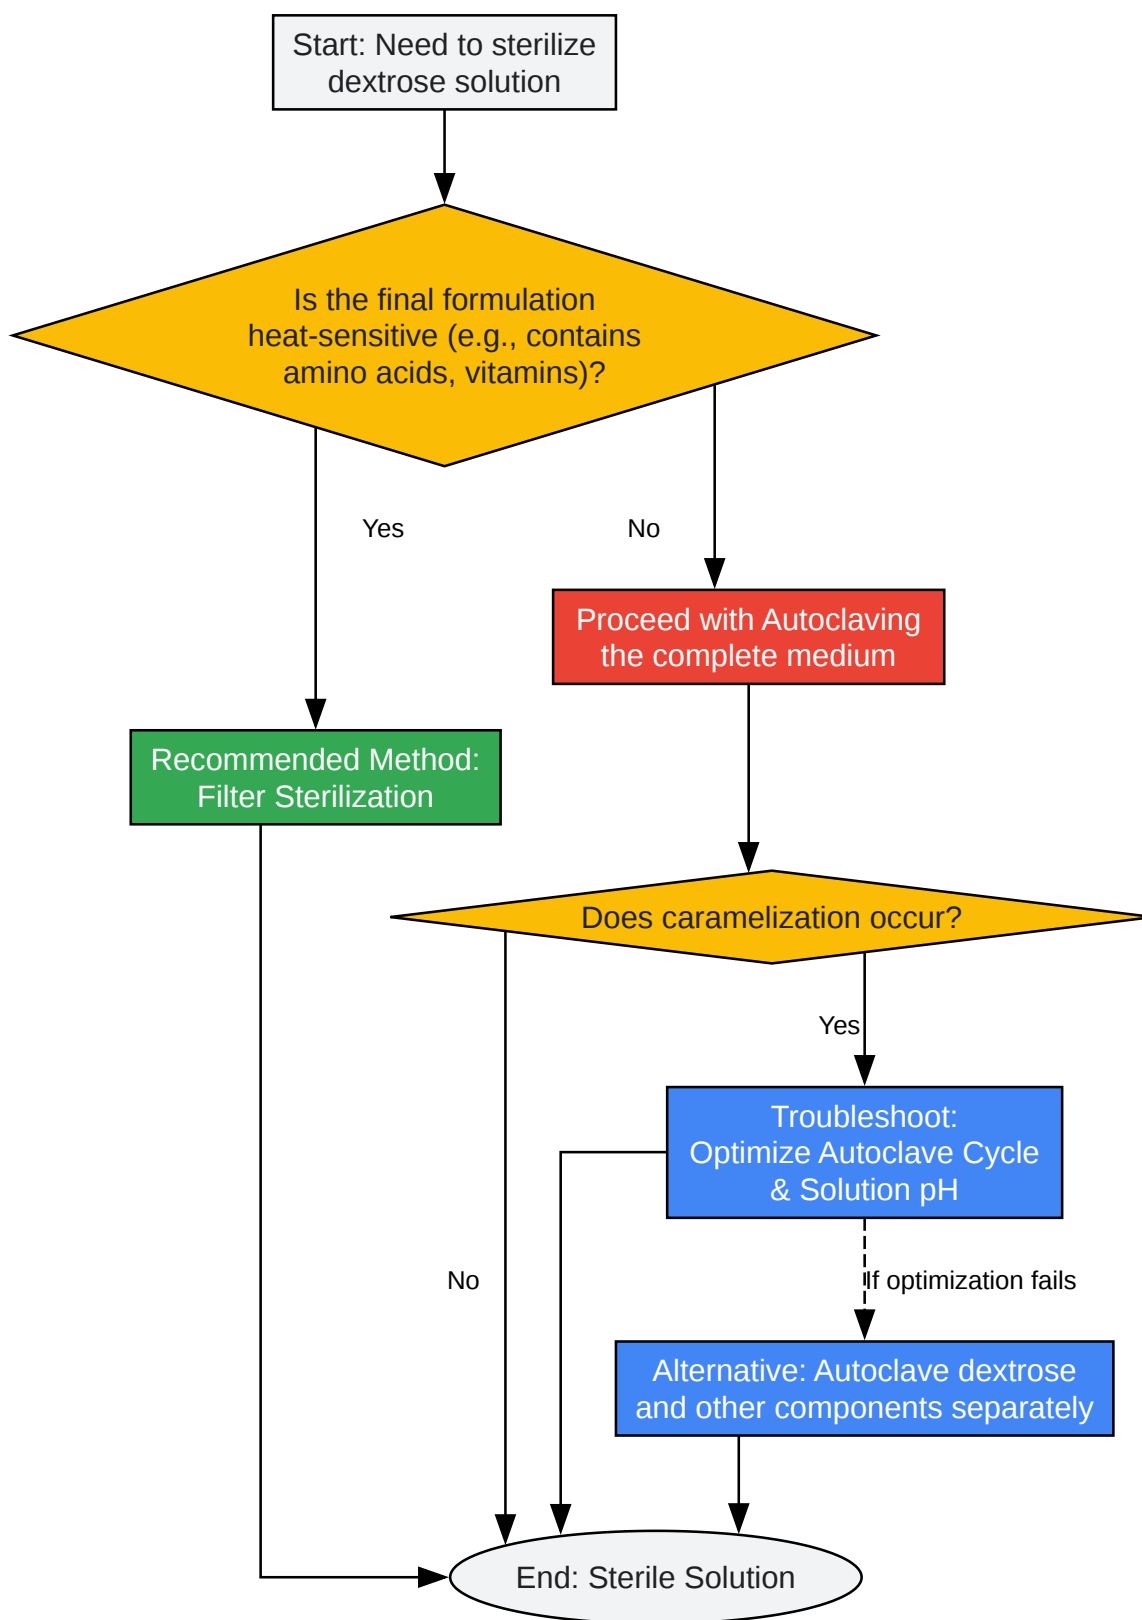 Start: Need to sterilize
dextrose solution
Is the final formulation
heat-sensitive (e.g., contains
amino acids, vitamins)?
Yes
No
Proceed with Autoclaving
the complete medium
Recommended Method:
Filter Sterilization
Does caramelization occur?
Yes
Troubleshoot:
Optimize Autoclave Cycle
& Solution pH
No
If optimization fails
Alternative: Autoclave dextrose
and other components separately
End: Sterile Solution